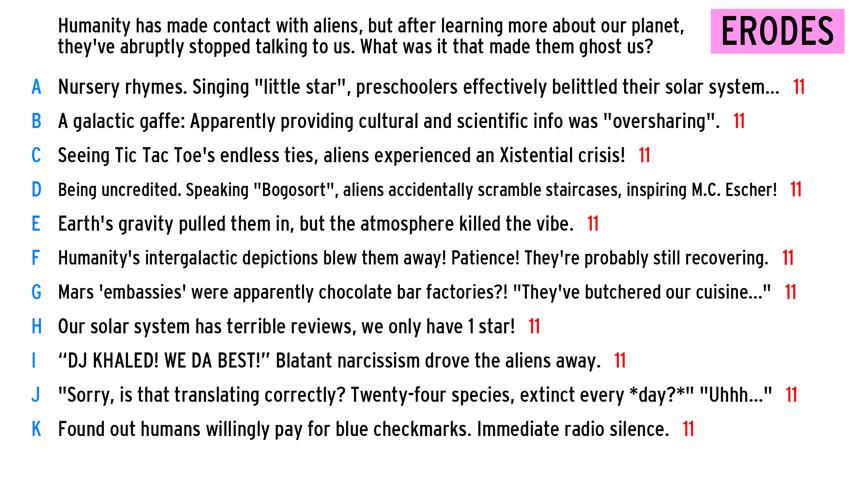 Humanity has made contact with aliens, but after learning more about our planet,
they've abruptly stopped talking to us. What was it that made them ghost us?
ERODES
A Nursery rhymes. Singing "little star", preschoolers effectively belittled their solar system... 11
B A galactic gaffe: Apparently providing cultural and scientific info was "oversharing". 11
C Seeing Tic Tac Toe's endless ties, aliens experienced an Xistential crisis! 11
D Being uncredited. Speaking "Bogosort", aliens accidentally scramble staircases, inspiring M.C. Escher! 11
E Earth's gravity pulled them in, but the atmosphere killed the vibe. 11
F Humanity's intergalactic depictions blew them away! Patience! They're probably still recovering. 11
G Mars 'embassies' were apparently chocolate bar factories?! "They've butchered our cuisine..." 11
H Our solar system has terrible reviews, we only have 1 star! 11
I “DJ KHALED! WE DA BEST!” Blatant narcissism drove the aliens away. 11
J "Sorry, is that translating correctly? Twenty-four species, extinct every *day?*" "Uhhh..." 11
K Found out humans willingly pay for blue checkmarks. Immediate radio silence. 11